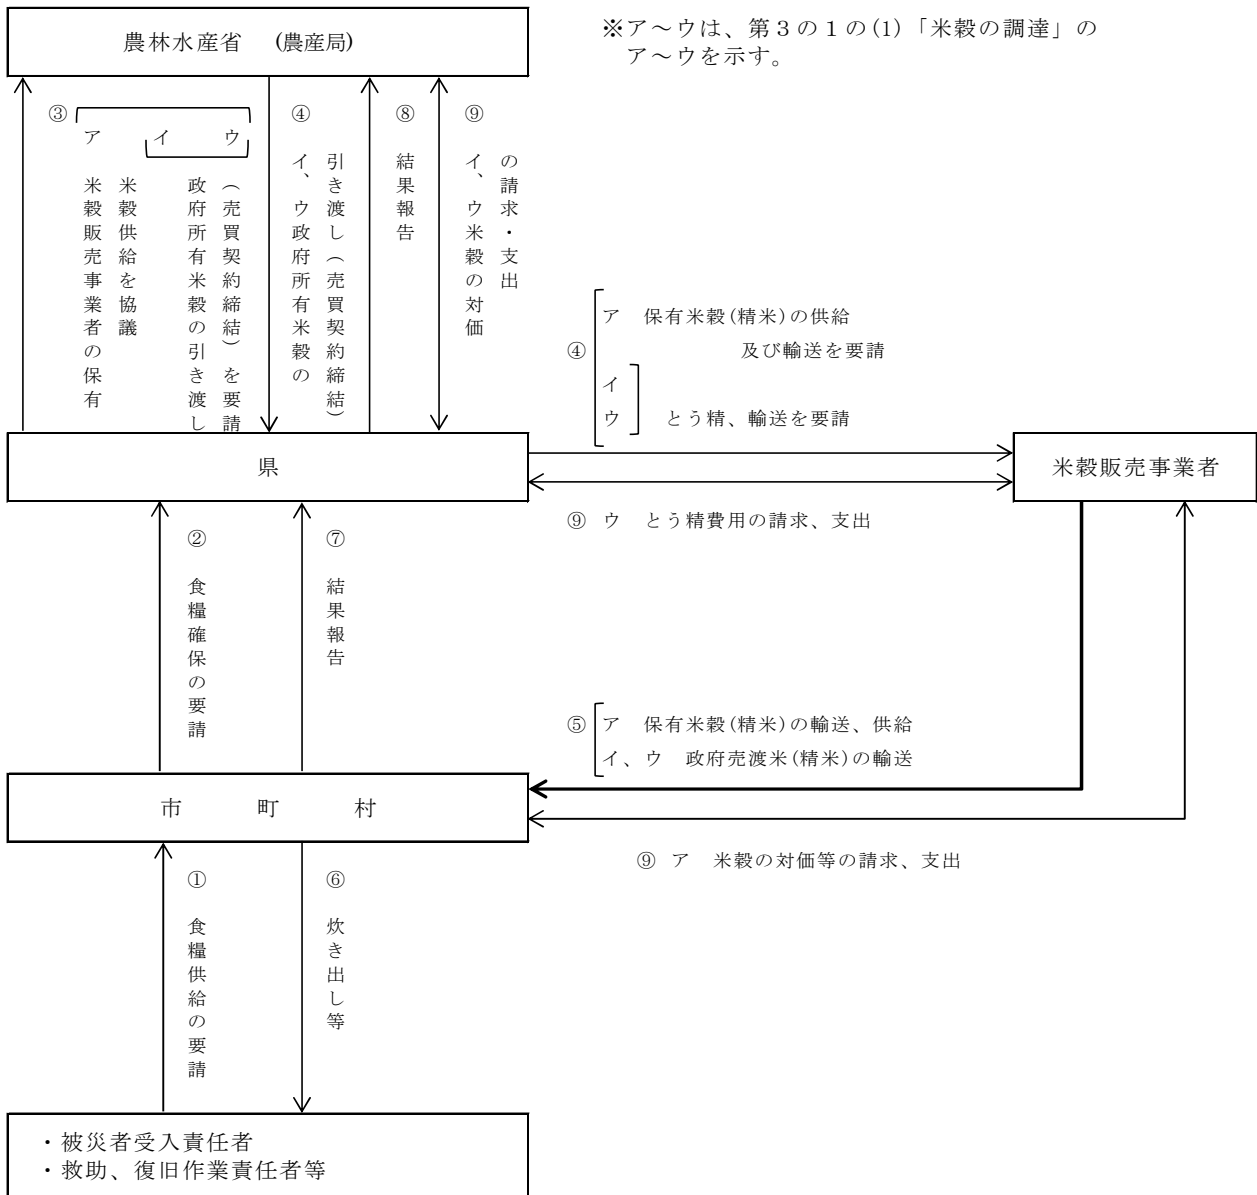 農林水産省　(農産局)
※ア～ウは、第３の１の(1)「米穀の調達」の
ア～ウを示す。
③
ア
イ
ウ
米穀販売事業者の保有
米穀供給を協議
政府所有米穀の引き渡し
（売買契約締結）を要請
④
イ、ウ政府所有米穀の
引き渡し（売買契約締結）
⑧
結果報告
⑨
イ、ウ米穀の対価
の請求・支出
④
ア　保有米穀(精米)の供給
及び輸送を要請
イ
ウ
とう精、輸送を要請
県
米穀販売事業者
⑨　ウ　とう精費用の請求、支出
②
食糧確保の要請
⑦
結果報告
⑤
ア　保有米穀(精米)の輸送、供給
イ、ウ　政府売渡米(精米)の輸送
市　町　村
⑨　ア　米穀の対価等の請求、支出
①
食糧供給の要請
⑥
炊き出し等
・被災者受入責任者
・救助、復旧作業責任者等